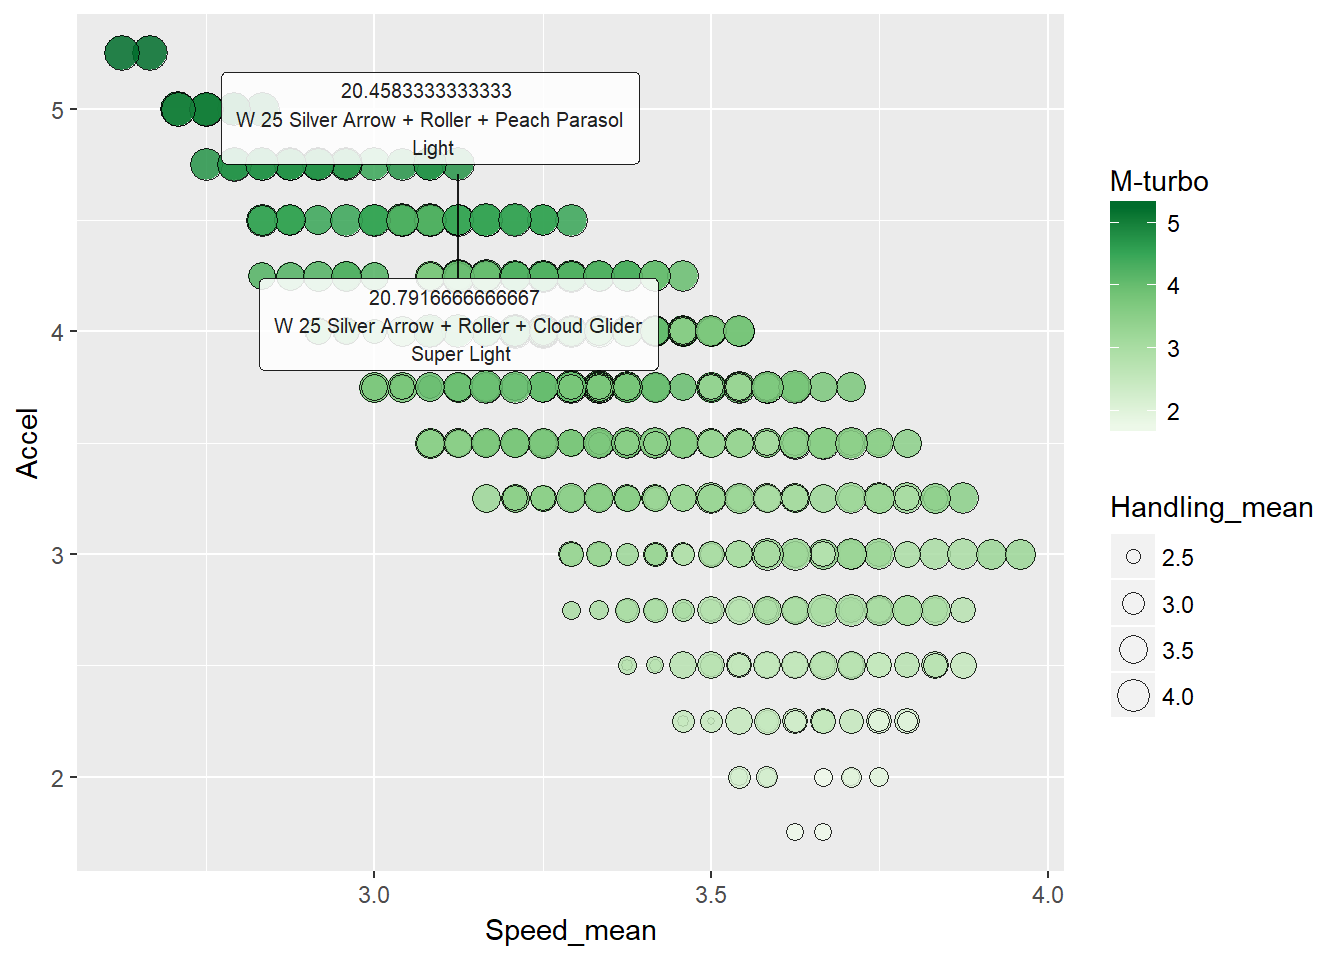 20.4583333333333
W 25 Silver Arrow + Roller + Peach Parasol
Light
20.7916666666667
W 25 Silver Arrow + Roller + Cloud Glider
Super Light
5
4
3
2
Accel
3.0
3.5
4.0
Speed_mean
M-turbo
5
4
3
2
Handling_mean
2.5
3.0
3.5
4.0